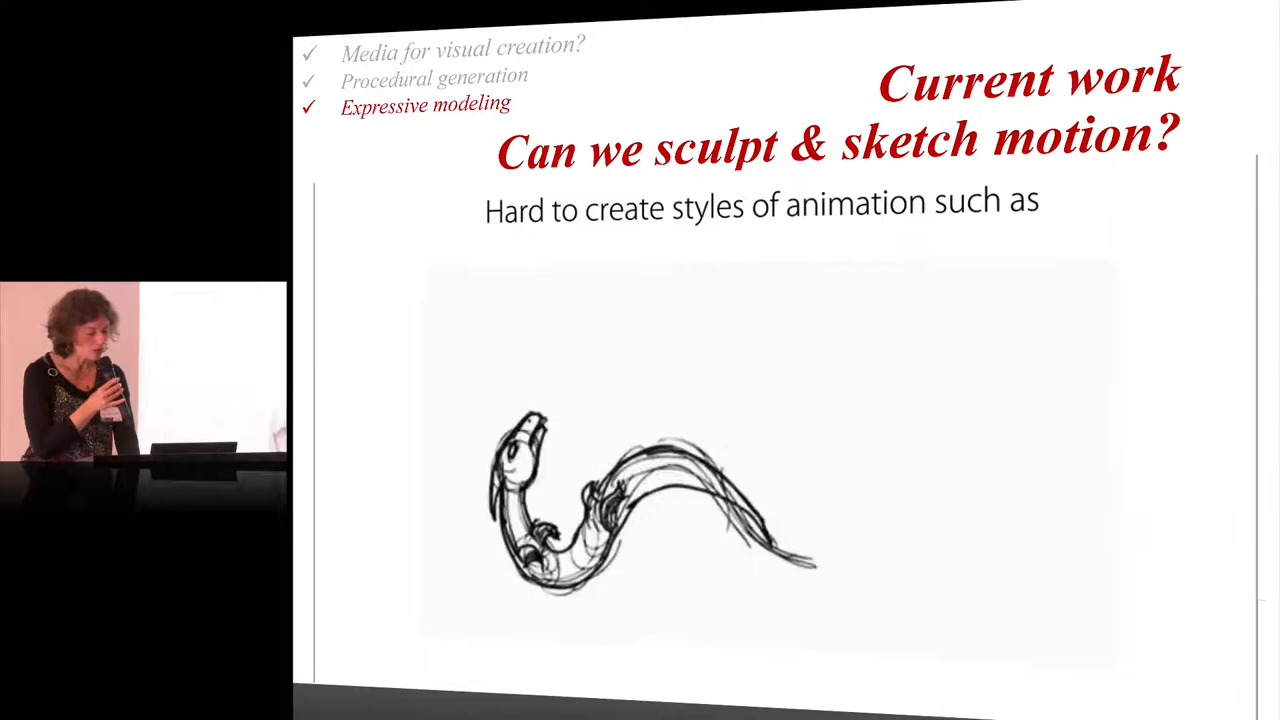 ✓ Media for visual creation?
✓ Procedural generation
✓ Expressive modeling
Current work
Can we sculpt & sketch motion?
Hard to create styles of animation such as